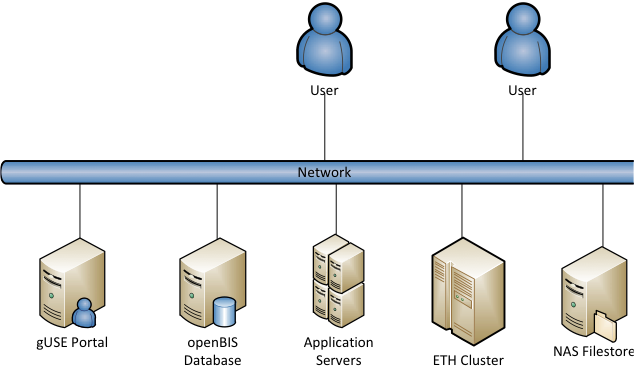 User
User
Network
gUSE Portal
openBIS
Database
Application
Servers
ETH Cluster
NAS Filestore